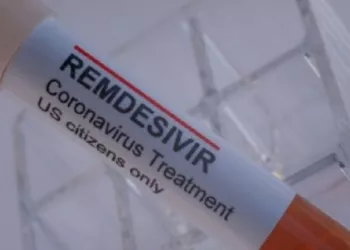 REMDESIVIR
Coronavirus Treatment
US citizens only